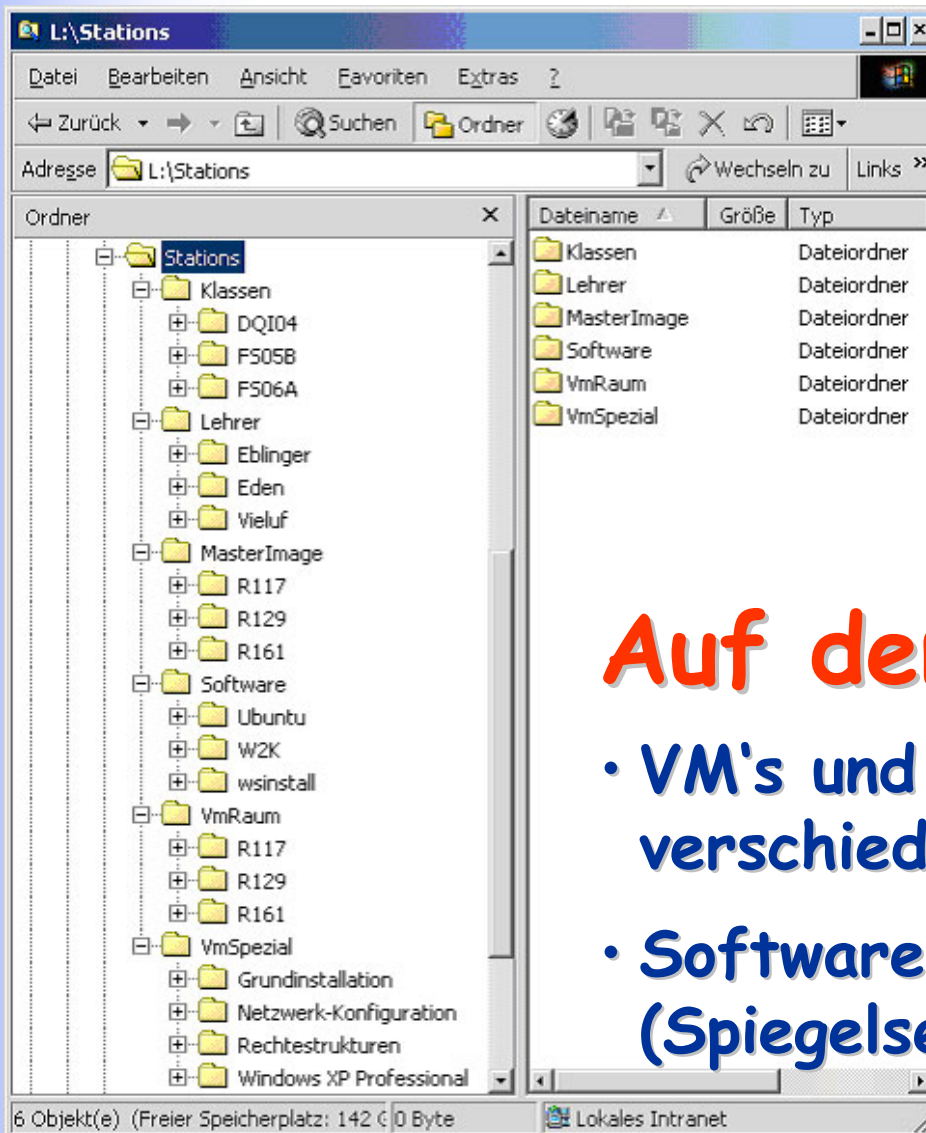 L:\Stations
Datei Bearbeiten Ansicht Favoriten Extras ?
Zurück Suchen Ordner
Adresse L:\Stations Wechseln zu Links »
Ordner
Stations
Klassen
DQI04
FS05B
FS06A
Lehrer
Eblinger
Eden
Vieluf
MasterImage
R117
R129
R161
Software
Ubuntu
W2K
wsinstall
VmRaum
R117
R129
R161
VmSpezial
Grundinstallation
Netzwerk-Konfiguration
Rechtestrukturen
Windows XP Professional
Dateiname Größe Typ
Klassen Dateiordner
Lehrer Dateiordner
MasterImage Dateiordner
Software Dateiordner
VmRaum Dateiordner
VmSpezial Dateiordner
Auf
• VM's und
verschied
• Software
(Spiegelse
6 Objekt(e) (Freier Speicherplatz: 142 0 Byte Lokales Intranet